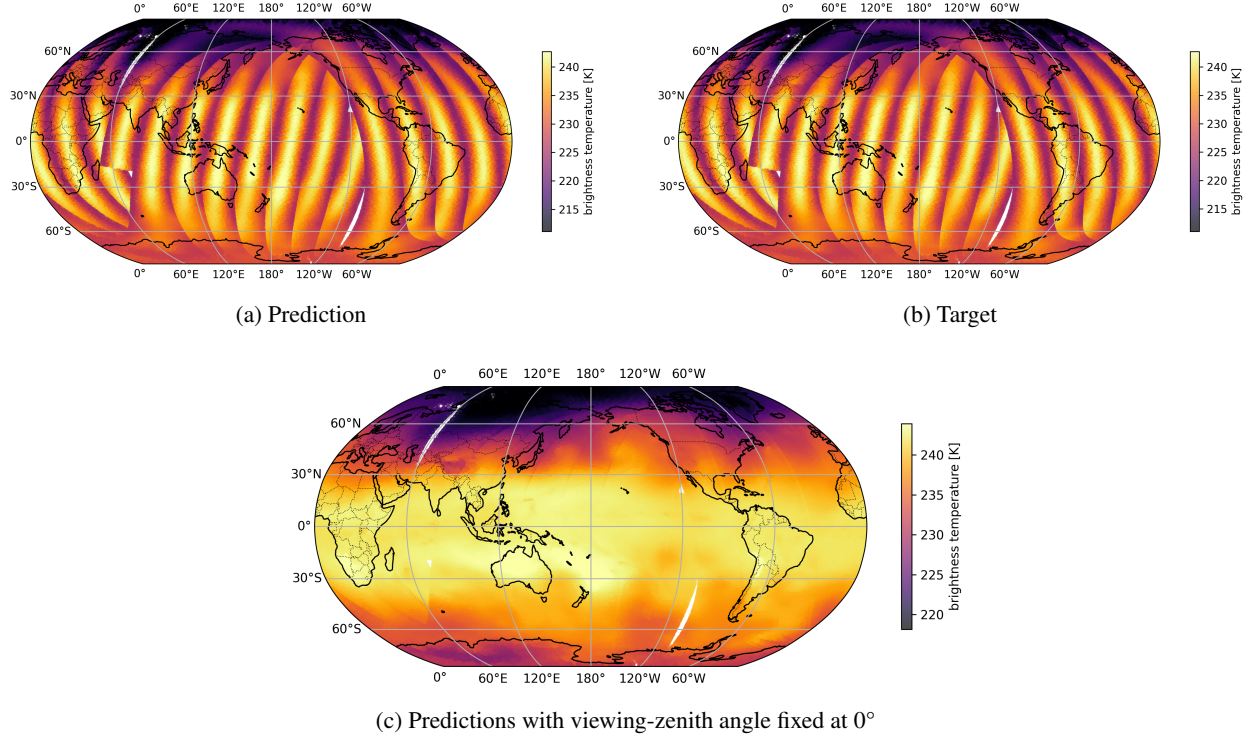 0° 60°E 120°E 180° 120°W 60°W
60°N
30°N
0°
30°S
60°S
0° 60°E 120°E 180° 120°W 60°W
240
235
230
225
220
215
brightness temperature [K]
(a) Prediction
0° 60°E 120°E 180° 120°W 60°W
60°N
30°N
0°
30°S
60°S
0° 60°E 120°E 180° 120°W 60°W
240
235
230
225
220
215
brightness temperature [K]
(b) Target
0° 60°E 120°E 180° 120°W 60°W
60°N
30°N
0°
30°S
60°S
0° 60°E 120°E 180° 120°W 60°W
240
235
230
225
220
brightness temperature [K]
(c) Predictions with viewing-zenith angle fixed at 0°